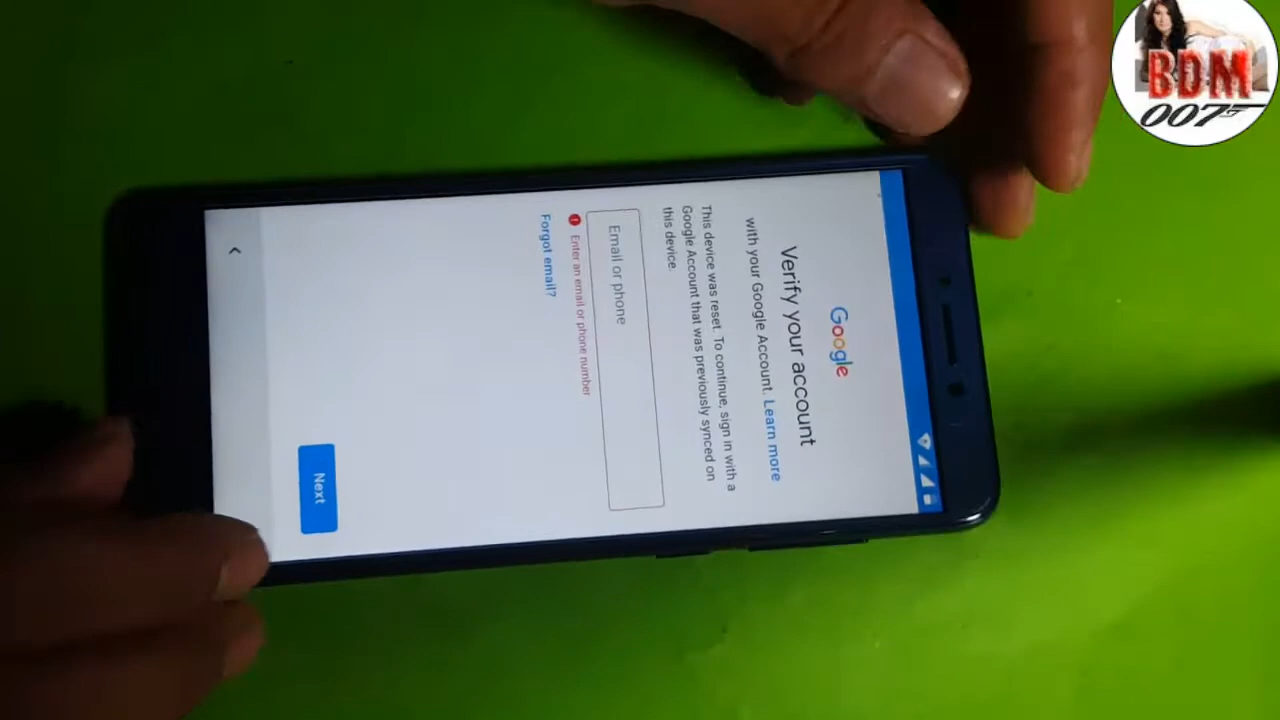 Google
Verify your account
with your Google Account. Learn more
This device was reset. To continue, sign in with a
Google Account that was previously synced on
this device.
Email or phone
Enter an email or phone number
Forgot email?
Next
BDM
007